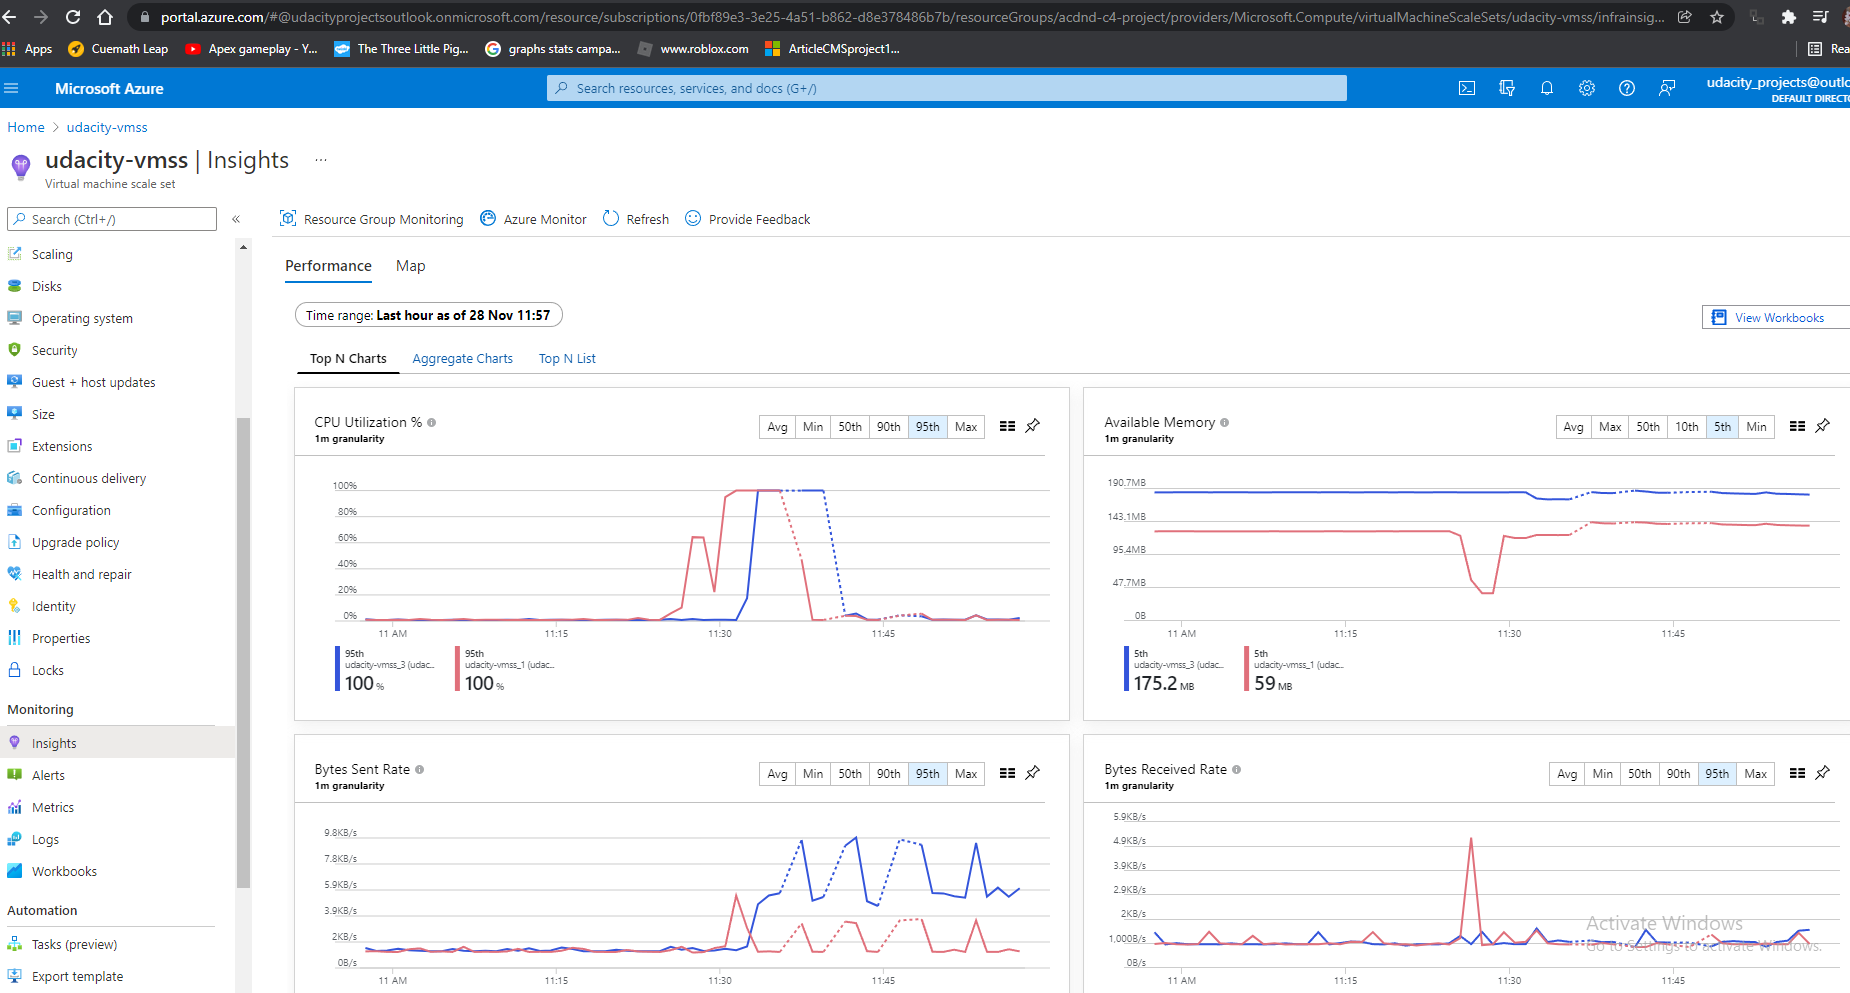 portal.azure.com/#@udacityprojectsoutlook.onmicrosoft.com/resource/subscriptions/0fbf89e3-3e25-4a51-b862-d8e378486b7b/resourceGroups/acdnd-c4-project/providers/Microsoft.Compute/virtualMachineScaleSets/udacity-vmss/infrainsig...
Apps Cuemath Leap Apex gameplay - Y... The Three Little Pig... graphs stats campa... www.roblox.com ArticleCMSproject1... Rea
Microsoft Azure
Search resources, services, and docs (G+/)
udacity_projects@outlo
DEFAULT DIRECTO
Home > udacity-vmss
udacity-vmss | Insights ...
Virtual machine scale set
Search (Ctrl+/) «
Resource Group Monitoring Azure Monitor Refresh Provide Feedback
Scaling
Disks
Operating system
Security
Guest + host updates
Size
Extensions
Continuous delivery
Configuration
Upgrade policy
Health and repair
Identity
Properties
Locks
Monitoring
Insights
Alerts
Metrics
Logs
Workbooks
Automation
Tasks (preview)
Export template
Performance Map
Time range: Last hour as of 28 Nov 11:57
View Workbooks
Top N Charts Aggregate Charts Top N List
CPU Utilization %
1m granularity
Avg Min 50th 90th 95th Max
100%
80%
60%
40%
20%
0%
11 AM 11:15 11:30 11:45
95th
udacity-vmss_3 (udac...
100 %
95th
udacity-vmss_1 (udac...
100 %
Available Memory
1m granularity
Avg Max 50th 10th 5th Min
190.7MB
143.1MB
95.4MB
47.7MB
0B
11 AM 11:15 11:30 11:45
5th
udacity-vmss_3 (udac...
175.2 MB
5th
udacity-vmss_1 (udac...
59 MB
Bytes Sent Rate
1m granularity
Avg Min 50th 90th 95th Max
9.8KB/s
7.8KB/s
5.9KB/s
3.9KB/s
2KB/s
0B/s
11 AM 11:15 11:30 11:45
Bytes Received Rate
1m granularity
Avg Min 50th 90th 95th Max
5.9KB/s
4.9KB/s
3.9KB/s
2.9KB/s
2KB/s
1,000B/s
0B/s
11 AM 11:15 11:30 11:45
Activate Windows
Go to Settings to activate Windows.